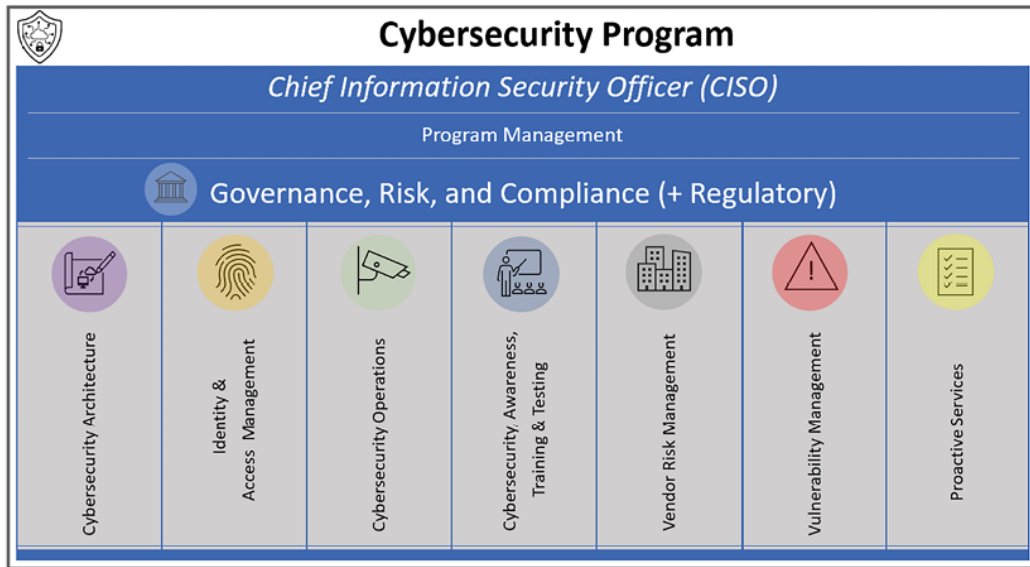 Cybersecurity Program
Chief Information Security Officer (CISO)
Program Management
Governance, Risk, and Compliance (+ Regulatory)
Cybersecurity Architecture
Identity &
Access Management
Cybersecurity Operations
Cybersecurity, Awareness,
Training & Testing
Vendor Risk Management
Vulnerability Management
Proactive Services